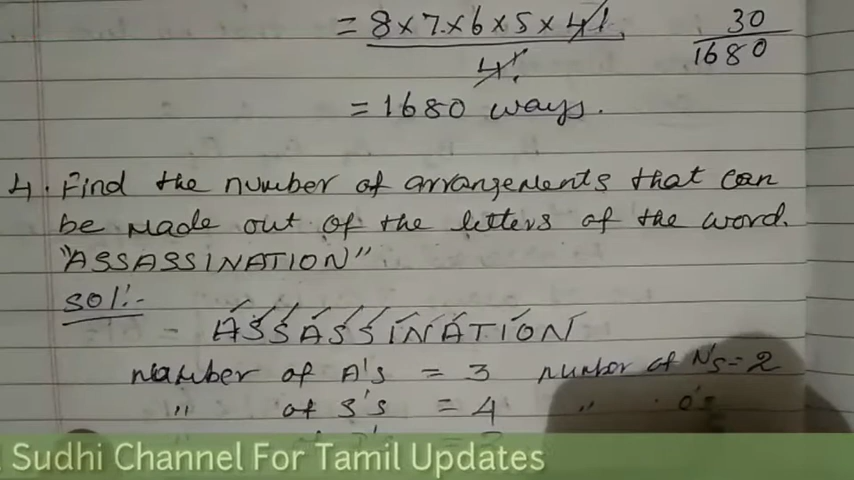 = 8×7×6×5×4!
30
4!
1680
= 1680 ways.
4. Find the number of arrangements that can
be made out of the letters of the word.
"ASSASSINATION"
Sol:-
- ASSASSINATION
number of A's = 3 number of N's = 2
" of S's = 4 " O's
Sudhi Channel For Tamil Updates